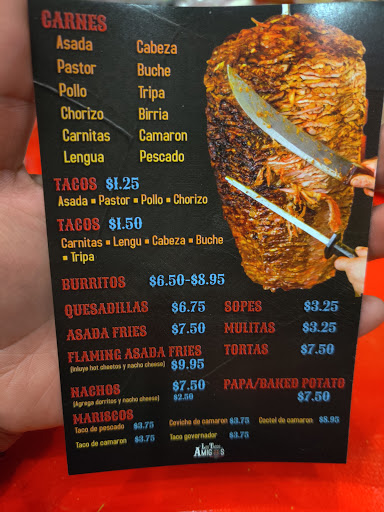 CARNES
Asada Cabeza
Pastor Buche
Pollo Tripa
Chorizo Birria
Carnitas Camaron
Lengua Pescado
TACOS $1.25
Asada ▪ Pastor ▪ Pollo ▪ Chorizo
TACOS $1.50
Carnitas ▪ Lengu ▪ Cabeza ▪ Buche
▪ Tripa
BURRITOS $6.50-$8.95
QUESADILLAS $6.75 SOPES $3.25
ASADA FRIES $7.50 MULITAS $3.25
FLAMING ASADA FRIES TORTAS $7.50
(inluye hot cheetos y nacho cheese) $9.95
NACHOS $7.50 PAPA/BAKED POTATO
(Agrega dorritos y nacho cheese) $2.50 $7.50
MARISCOS
Taco de pescado $3.75 Ceviche de camaron $3.75 Coctel de camaron $8.95
Taco de camaron $3.75 Taco governador $3.75
AMIGOS